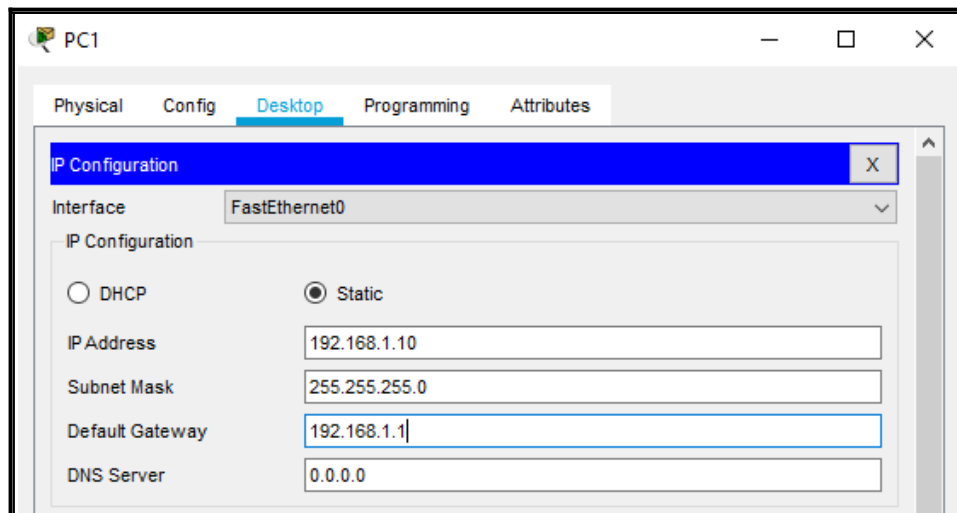 PC1
Physical Config Desktop Programming Attributes
IP Configuration X
Interface FastEthernet0
IP Configuration
DHCP Static
IP Address 192.168.1.10
Subnet Mask 255.255.255.0
Default Gateway 192.168.1.1
DNS Server 0.0.0.0